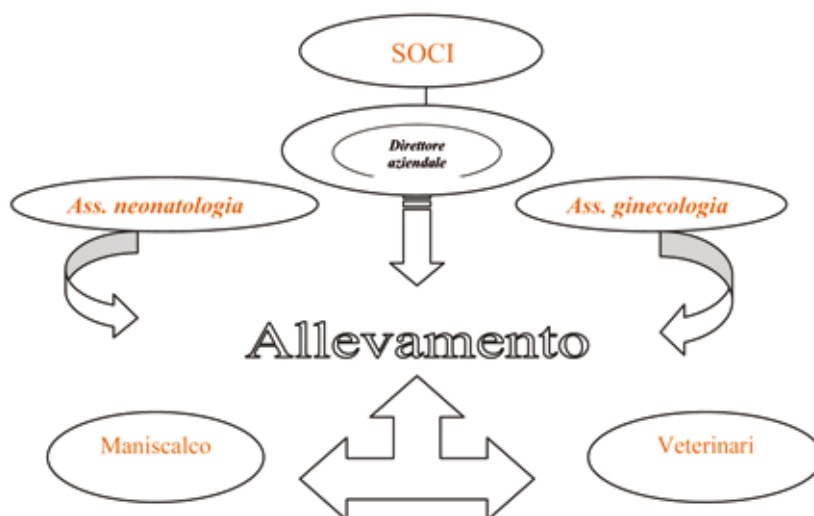 SOCI
Direttore
aziendale
Ass. neonatologia
Ass. ginecologia
Allevamento
Maniscalco
Veterinari